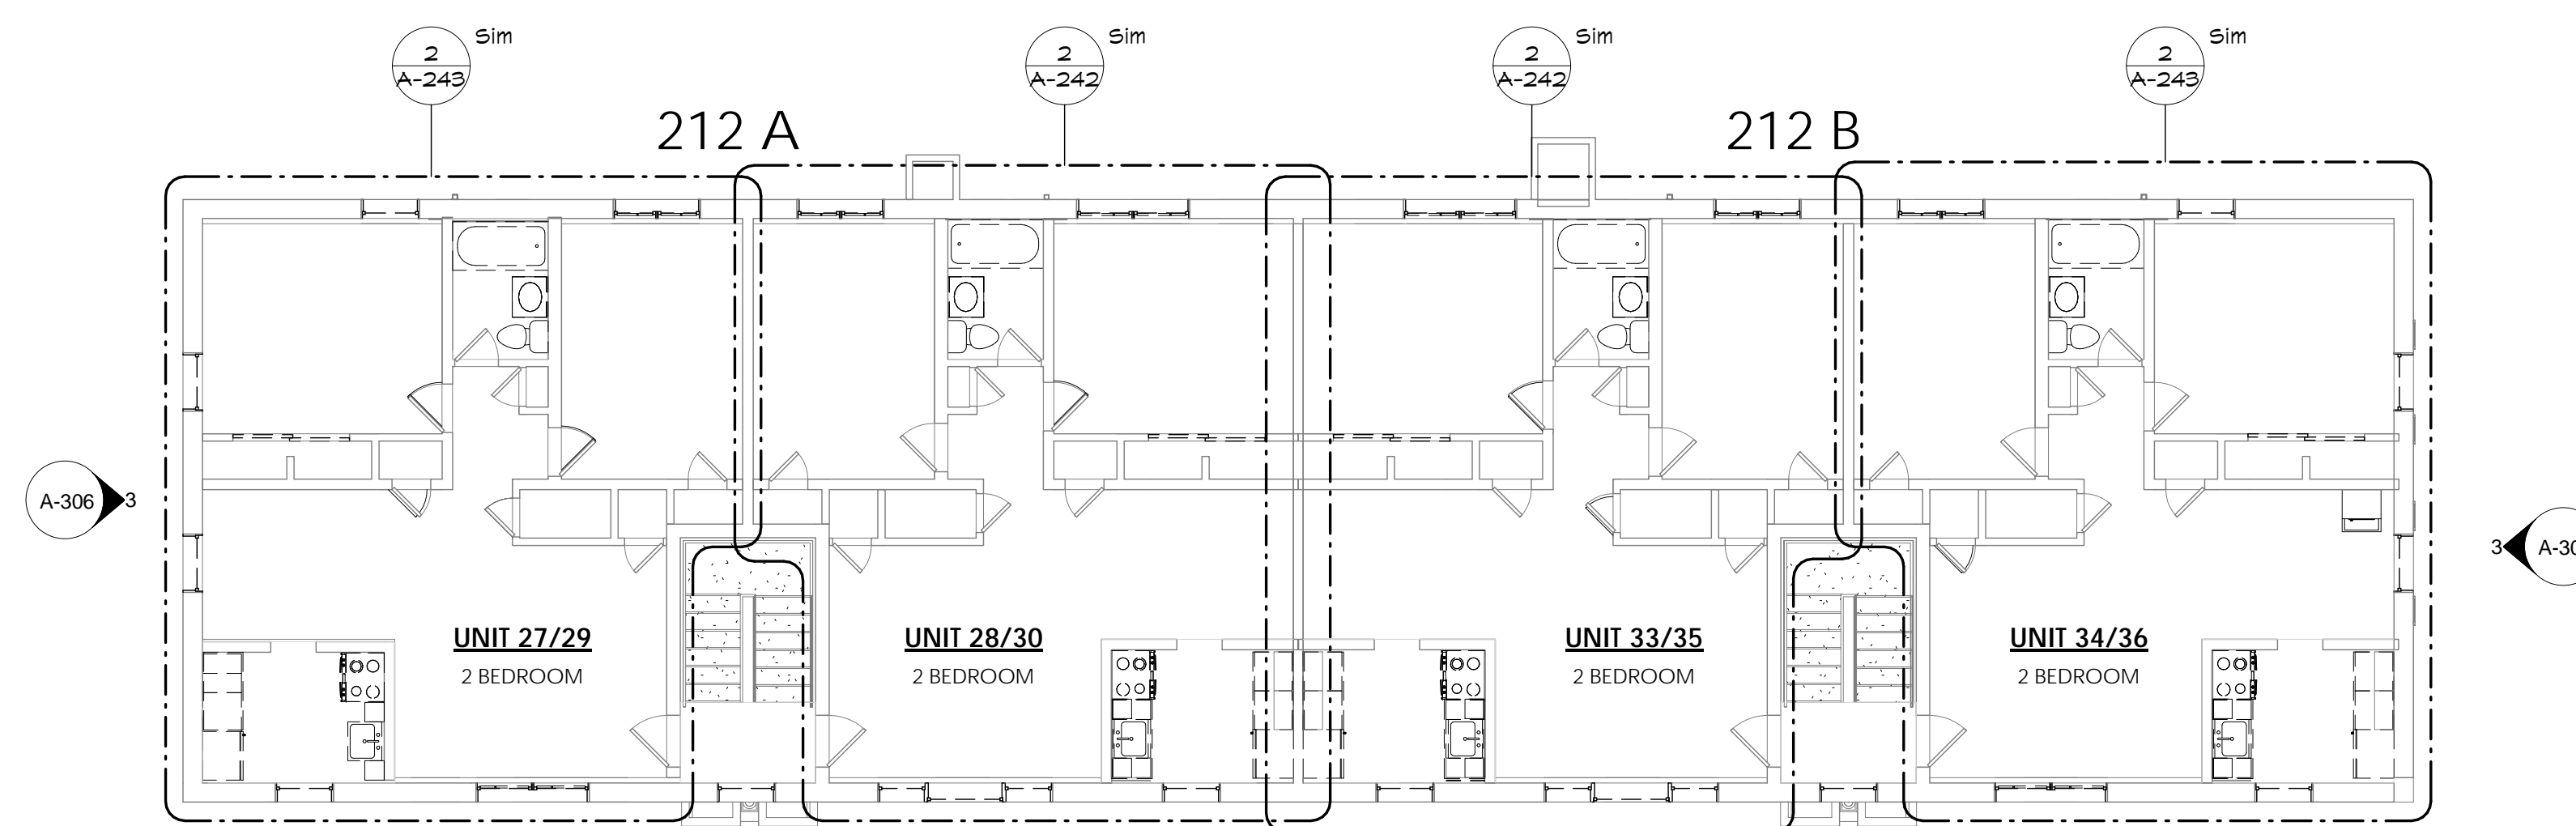 2 Sim
A-243
2 Sim
A-242
2 Sim
A-242
2 Sim
A-243
212 A
212 B
A-306 3
3 A-30
UNIT 27/29
2 BEDROOM
UNIT 28/30
2 BEDROOM
UNIT 33/35
2 BEDROOM
UNIT 34/36
2 BEDROOM